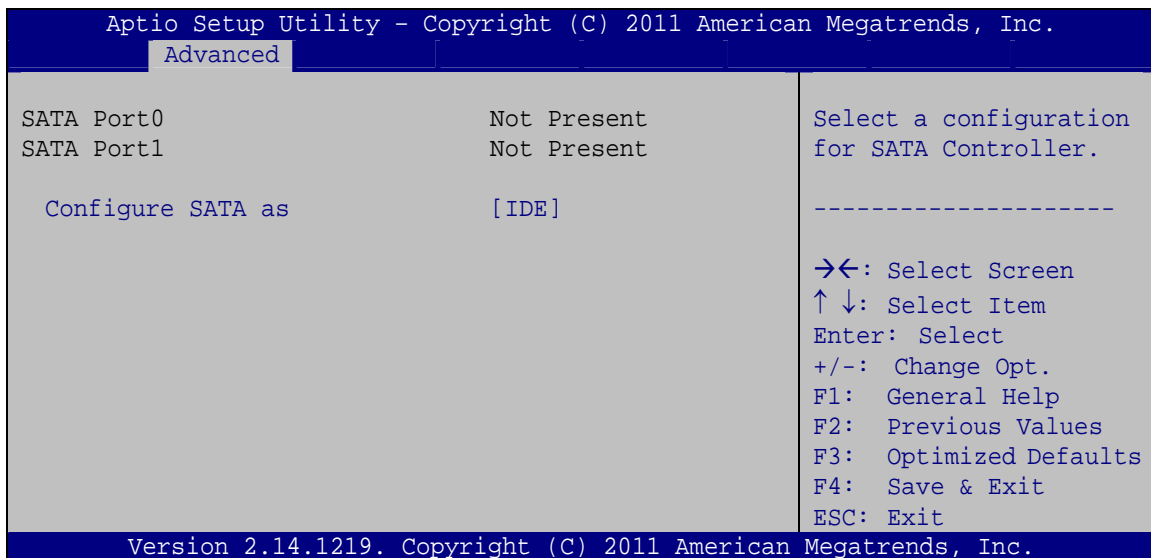 Aptio Setup Utility – Copyright (C) 2011 American Megatrends, Inc.
Advanced
SATA Port0 Not Present
SATA Port1 Not Present
Configure SATA as [IDE]
Select a configuration
for SATA Controller.
---------------------
→←: Select Screen
↑ ↓: Select Item
Enter: Select
+/-: Change Opt.
F1: General Help
F2: Previous Values
F3: Optimized Defaults
F4: Save & Exit
ESC: Exit
Version 2.14.1219. Copyright (C) 2011 American Megatrends, Inc.